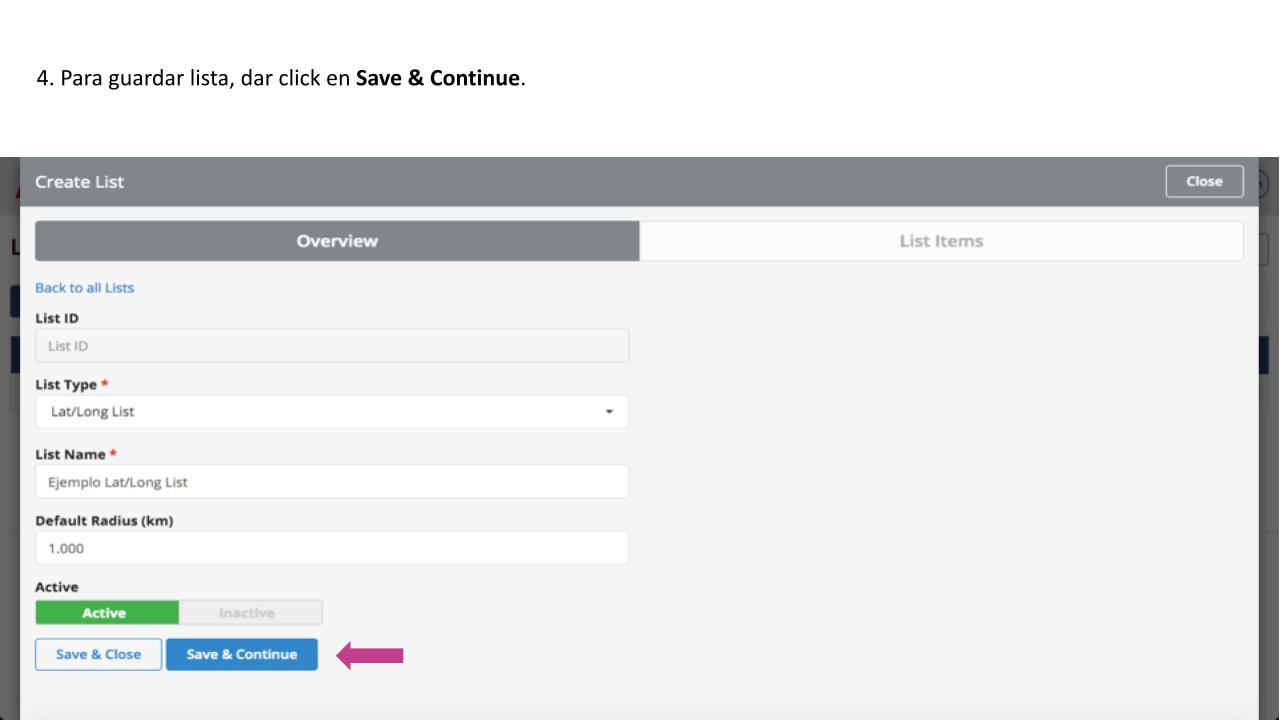 4. Para guardar lista, dar click en Save & Continue.
Create List
Close
Overview
List Items
Back to all Lists
List ID
List ID
List Type *
Lat/Long List
List Name *
Ejemplo Lat/Long List
Default Radius (km)
1.000
Active
Active
Inactive
Save & Close
Save & Continue